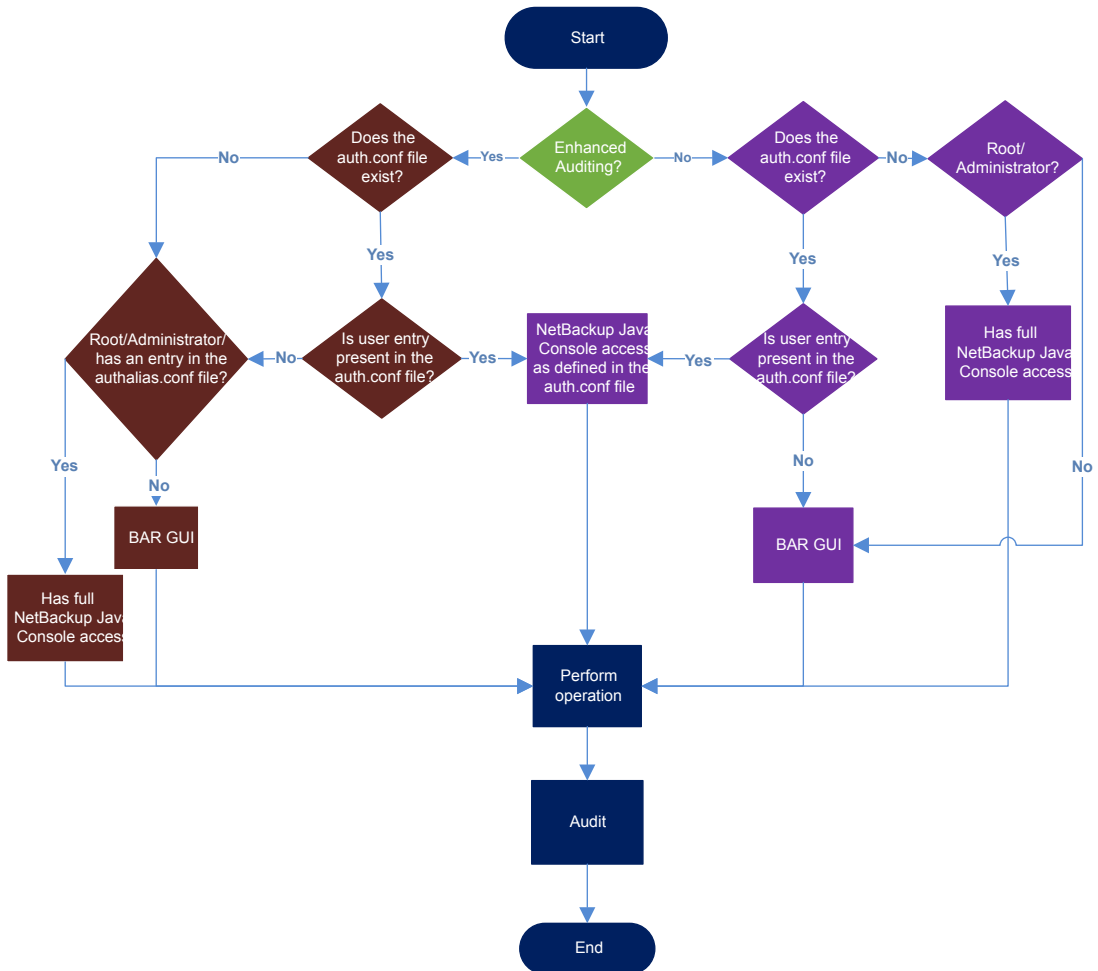 Start
Does the
auth.conf file
exist?
Enhanced
Auditing?
Does the
auth.conf file
exist?
Root/
Administrator?
No
Yes
No
No
Yes
Yes
Yes
No
Root/Administrator/
has an entry in the
authalias.conf file?
No
Is user entry
present in the
auth.conf file?
Yes
NetBackup Java
Console access
as defined in the
auth.conf file
Yes
Is user entry
present in the
auth.conf file?
Has full
NetBackup Java
Console access
Yes
No
No
BAR GUI
BAR GUI
Has full
NetBackup Java
Console access
Perform
operation
Audit
End